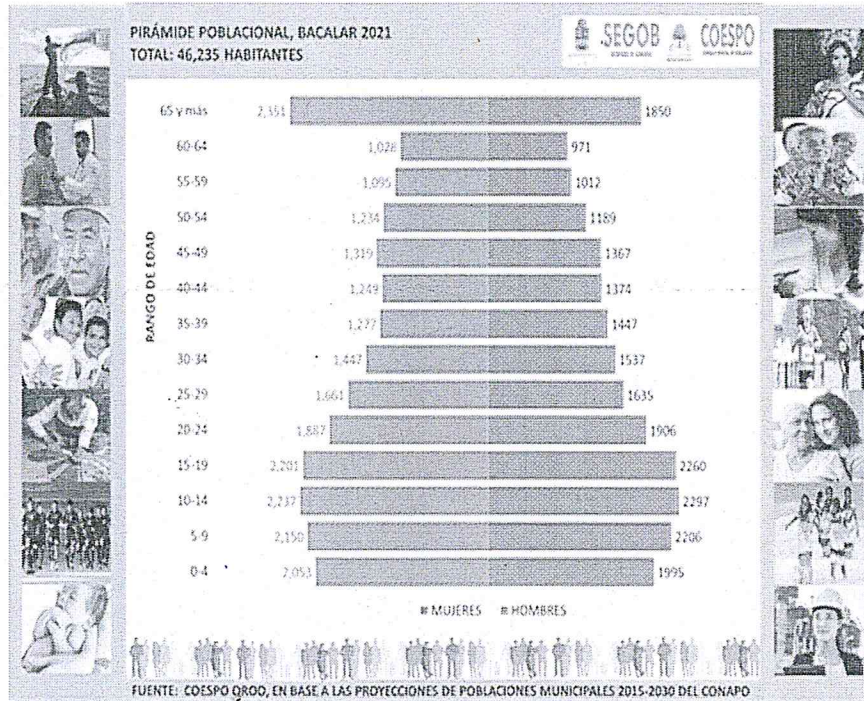 PIRÁMIDE POBLACIONAL, BACALAR 2021
TOTAL: 46,235 HABITANTES
SEGOB
COESPO
RANGO DE EDAD
65 y más 2,351 1850
60-64 1,028 971
55-59 1,095 1012
50-54 1,234 1189
45-49 1,319 1367
40-44 1,249 1374
35-39 1,277 1447
30-34 1,447 1537
25-29 1,661 1635
20-24 1,887 1906
15-19 2,201 2260
10-14 2,237 2297
5-9 2,150 2206
0-4 2,053 1995
MUJERES HOMBRES
FUENTE: COESPO QROO, EN BASE A LAS PROYECCIONES DE POBLACIONES MUNICIPALES 2015-2030 DEL CONAPO